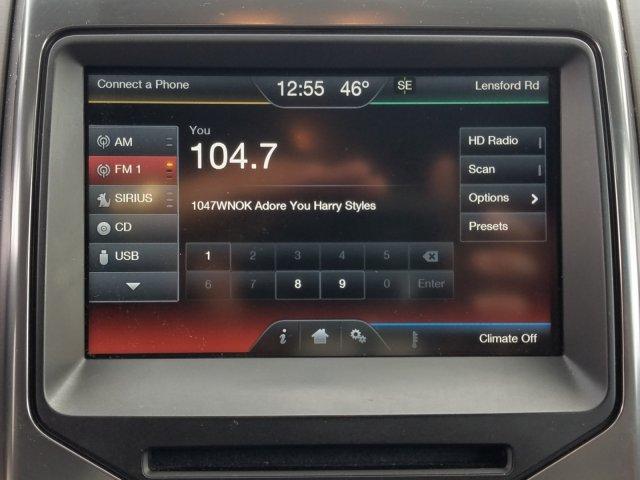 Connect a Phone 12:55 46° SE Lensford Rd
AM
FM 1
SIRIUS
CD
USB
You
104.7
1047WNOK Adore You Harry Styles
1 2 3 4 5
6 7 8 9 0 Enter
HD Radio
Scan
Options
Presets
i
Climate Off